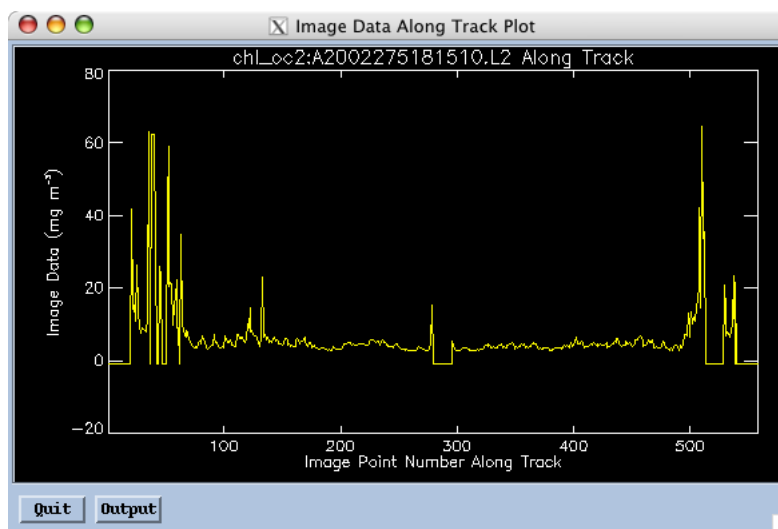 Image Data Along Track Plot
chl_oc2:A2002275181510.L2 Along Track
80
60
40
20
0
-20
Image Data (mg m⁻³)
100 200 300 400 500
Image Point Number Along Track
Quit Output